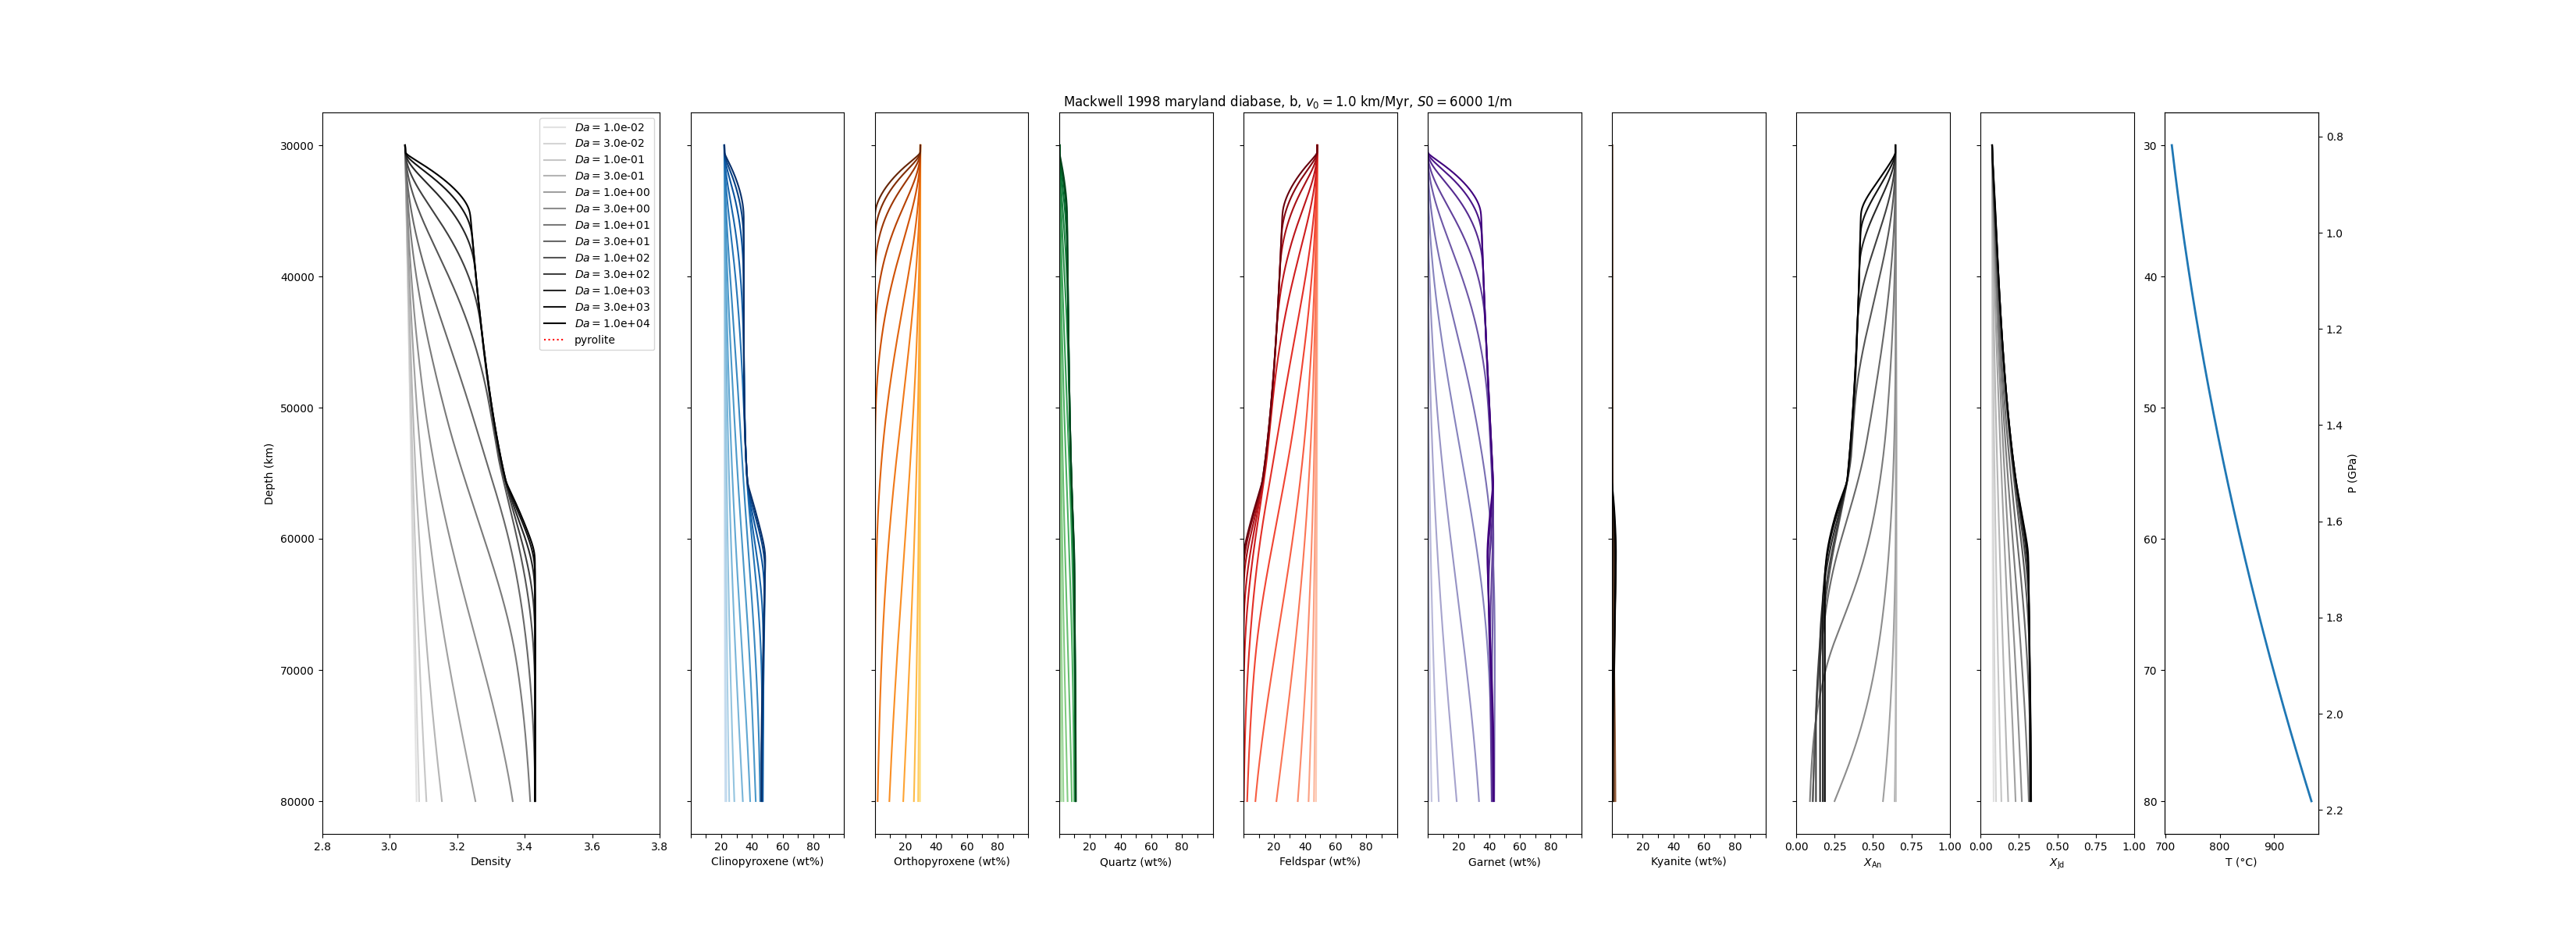 Mackwell 1998 maryland diabase, b, v₀ = 1.0 km/Myr, S0 = 6000 1/m
Da = 1.0e-02
Da = 3.0e-02
Da = 1.0e-01
Da = 3.0e-01
Da = 1.0e+00
Da = 3.0e+00
Da = 1.0e+01
Da = 3.0e+01
Da = 1.0e+02
Da = 3.0e+02
Da = 1.0e+03
Da = 3.0e+03
Da = 1.0e+04
pyrolite
Depth (km)
30000
40000
50000
60000
70000
80000
2.8 3.0 3.2 3.4 3.6 3.8
Density
20 40 60 80
Clinopyroxene (wt%)
20 40 60 80
Orthopyroxene (wt%)
20 40 60 80
Quartz (wt%)
20 40 60 80
Feldspar (wt%)
20 40 60 80
Garnet (wt%)
20 40 60 80
Kyanite (wt%)
0.00 0.25 0.50 0.75 1.00
X_An
0.00 0.25 0.50 0.75 1.00
X_Jd
30
40
50
60
70
80
700 800 900
T (°C)
0.8
1.0
1.2
1.4
1.6
1.8
2.0
2.2
P (GPa)